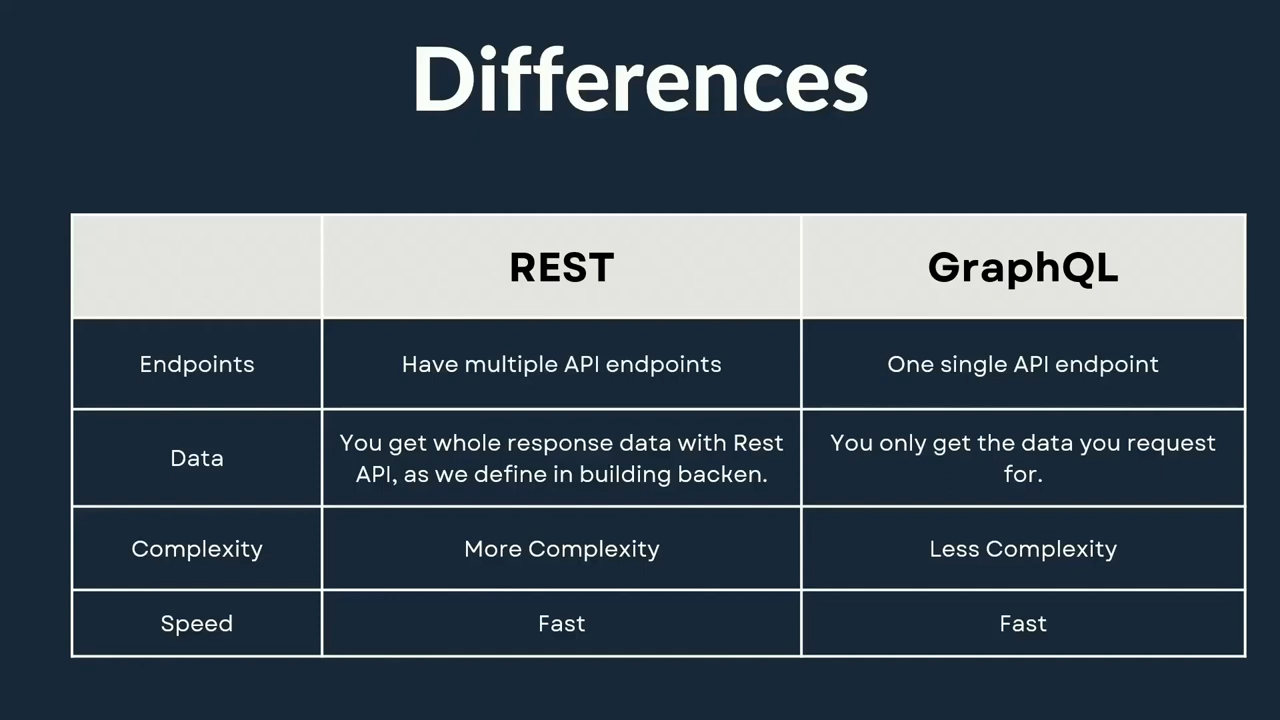 Differences
REST
GraphQL
Endpoints
Have multiple API endpoints
One single API endpoint
Data
You get whole response data with Rest
API, as we define in building backen.
You only get the data you request
for.
Complexity
More Complexity
Less Complexity
Speed
Fast
Fast